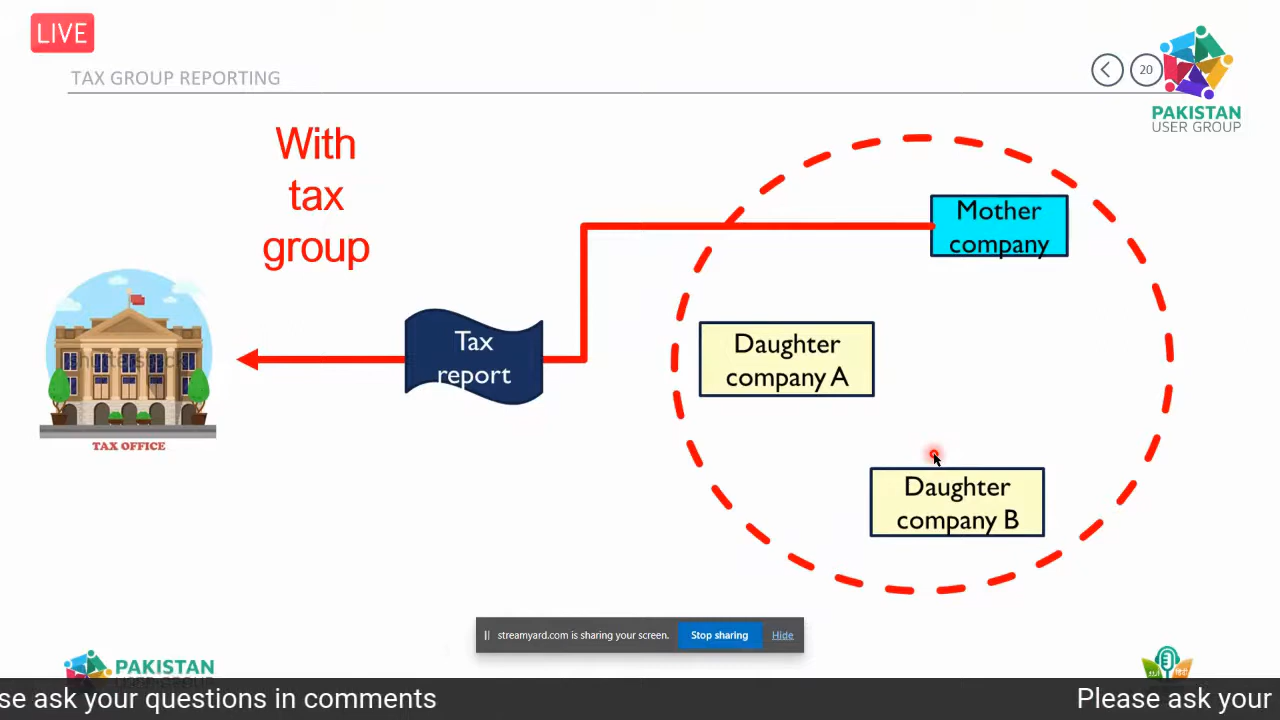 LIVE
TAX GROUP REPORTING
20
PAKISTAN
USER GROUP
With
tax
group
Mother
company
Tax
report
Daughter
company A
TAX OFFICE
Daughter
company B
streamyard.com is sharing your screen.
Stop sharing
Hide
PAKISTAN
se ask your questions in comments
Please ask your